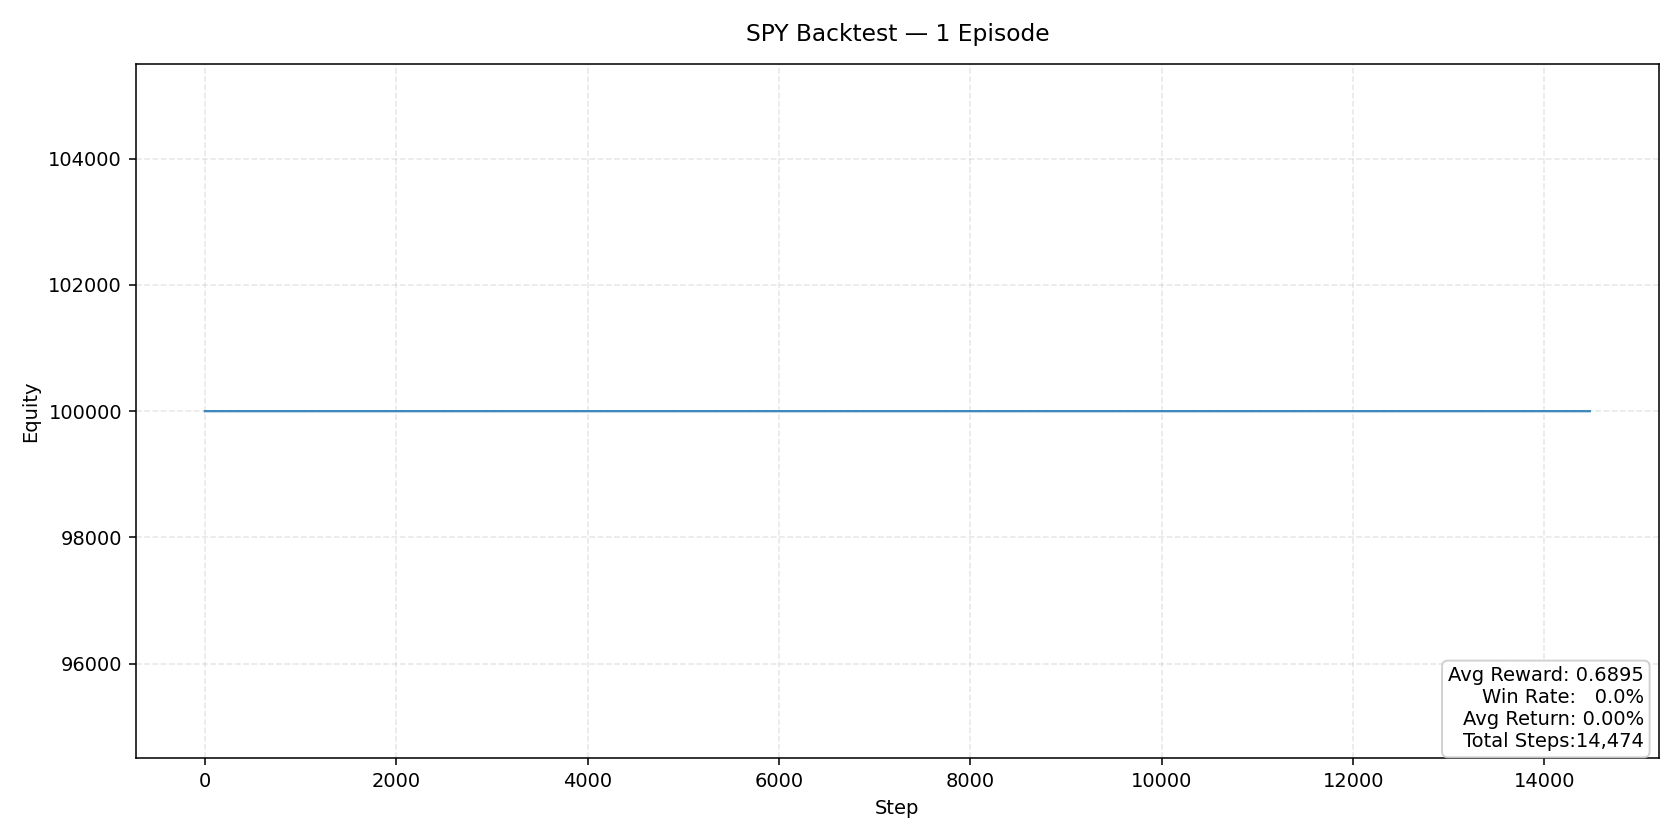 SPY Backtest — 1 Episode
Equity
104000
102000
100000
98000
96000
Avg Reward: 0.6895
Win Rate: 0.0%
Avg Return: 0.00%
Total Steps:14,474
0 2000 4000 6000 8000 10000 12000 14000
Step